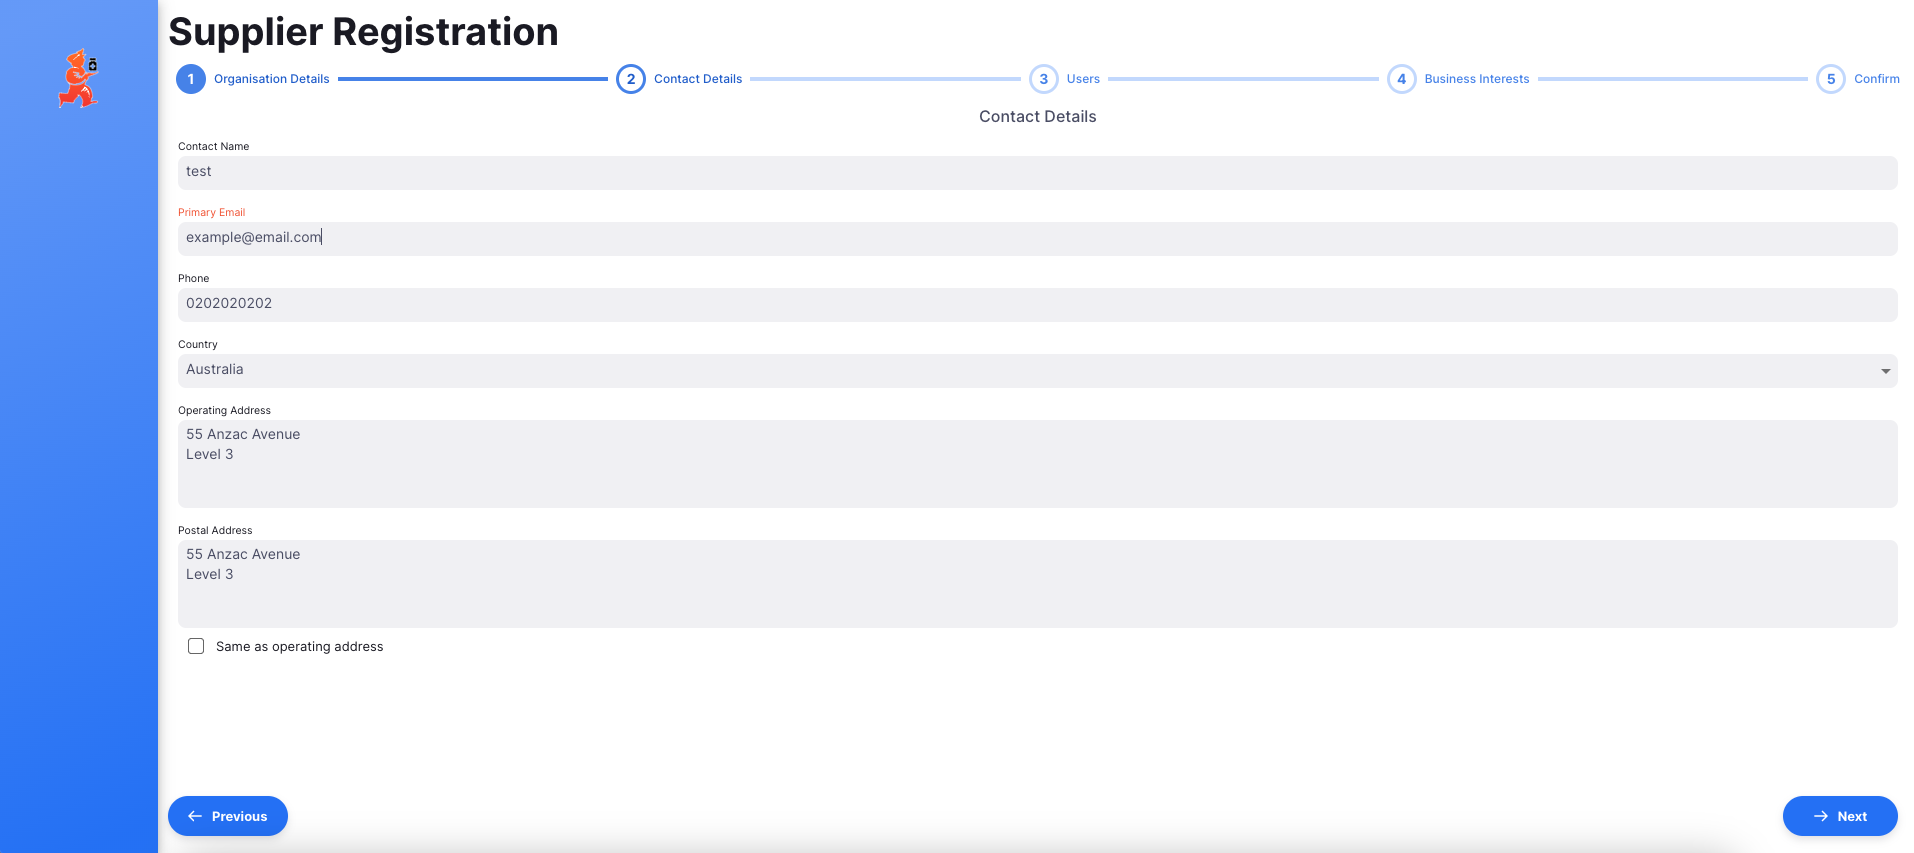 Supplier Registration
1 Organisation Details 2 Contact Details 3 Users 4 Business Interests 5 Confirm
Contact Details
Contact Name
test
Primary Email
example@email.com
Phone
0202020202
Country
Australia
Operating Address
55 Anzac Avenue
Level 3
Postal Address
55 Anzac Avenue
Level 3
Same as operating address
Previous
Next